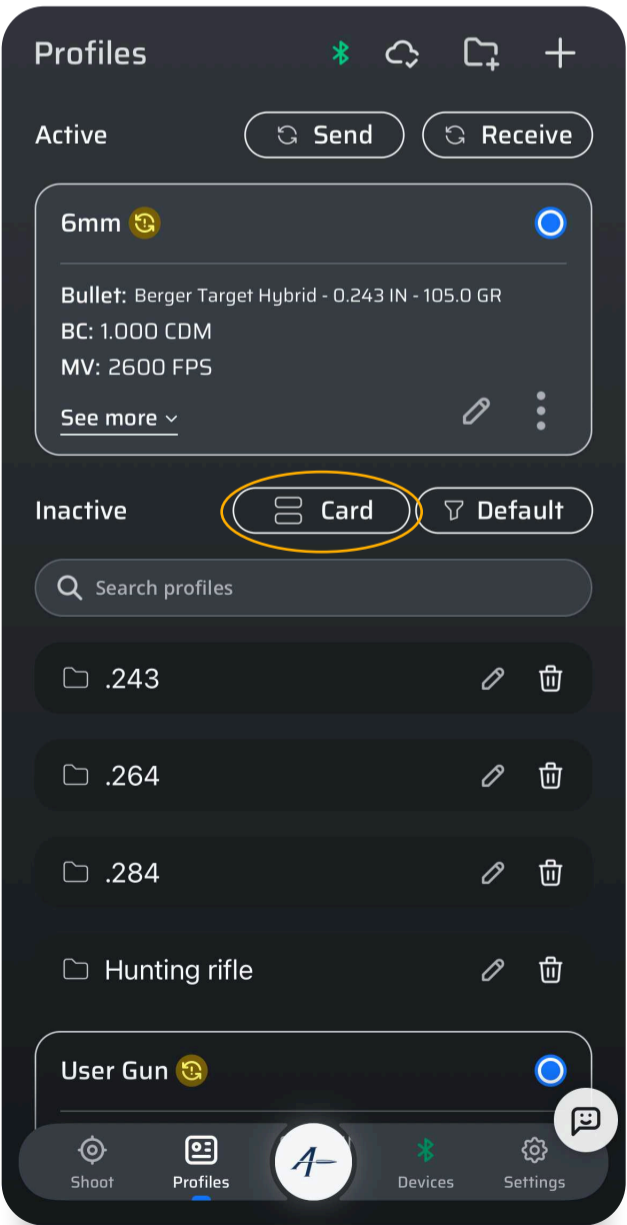 Profiles
Active
Send
Receive
6mm
Bullet: Berger Target Hybrid - 0.243 IN - 105.0 GR
BC: 1.000 CDM
MV: 2600 FPS
See more
Inactive
Card
Default
Search profiles
.243
.264
.284
Hunting rifle
User Gun
Shoot
Profiles
Devices
Settings